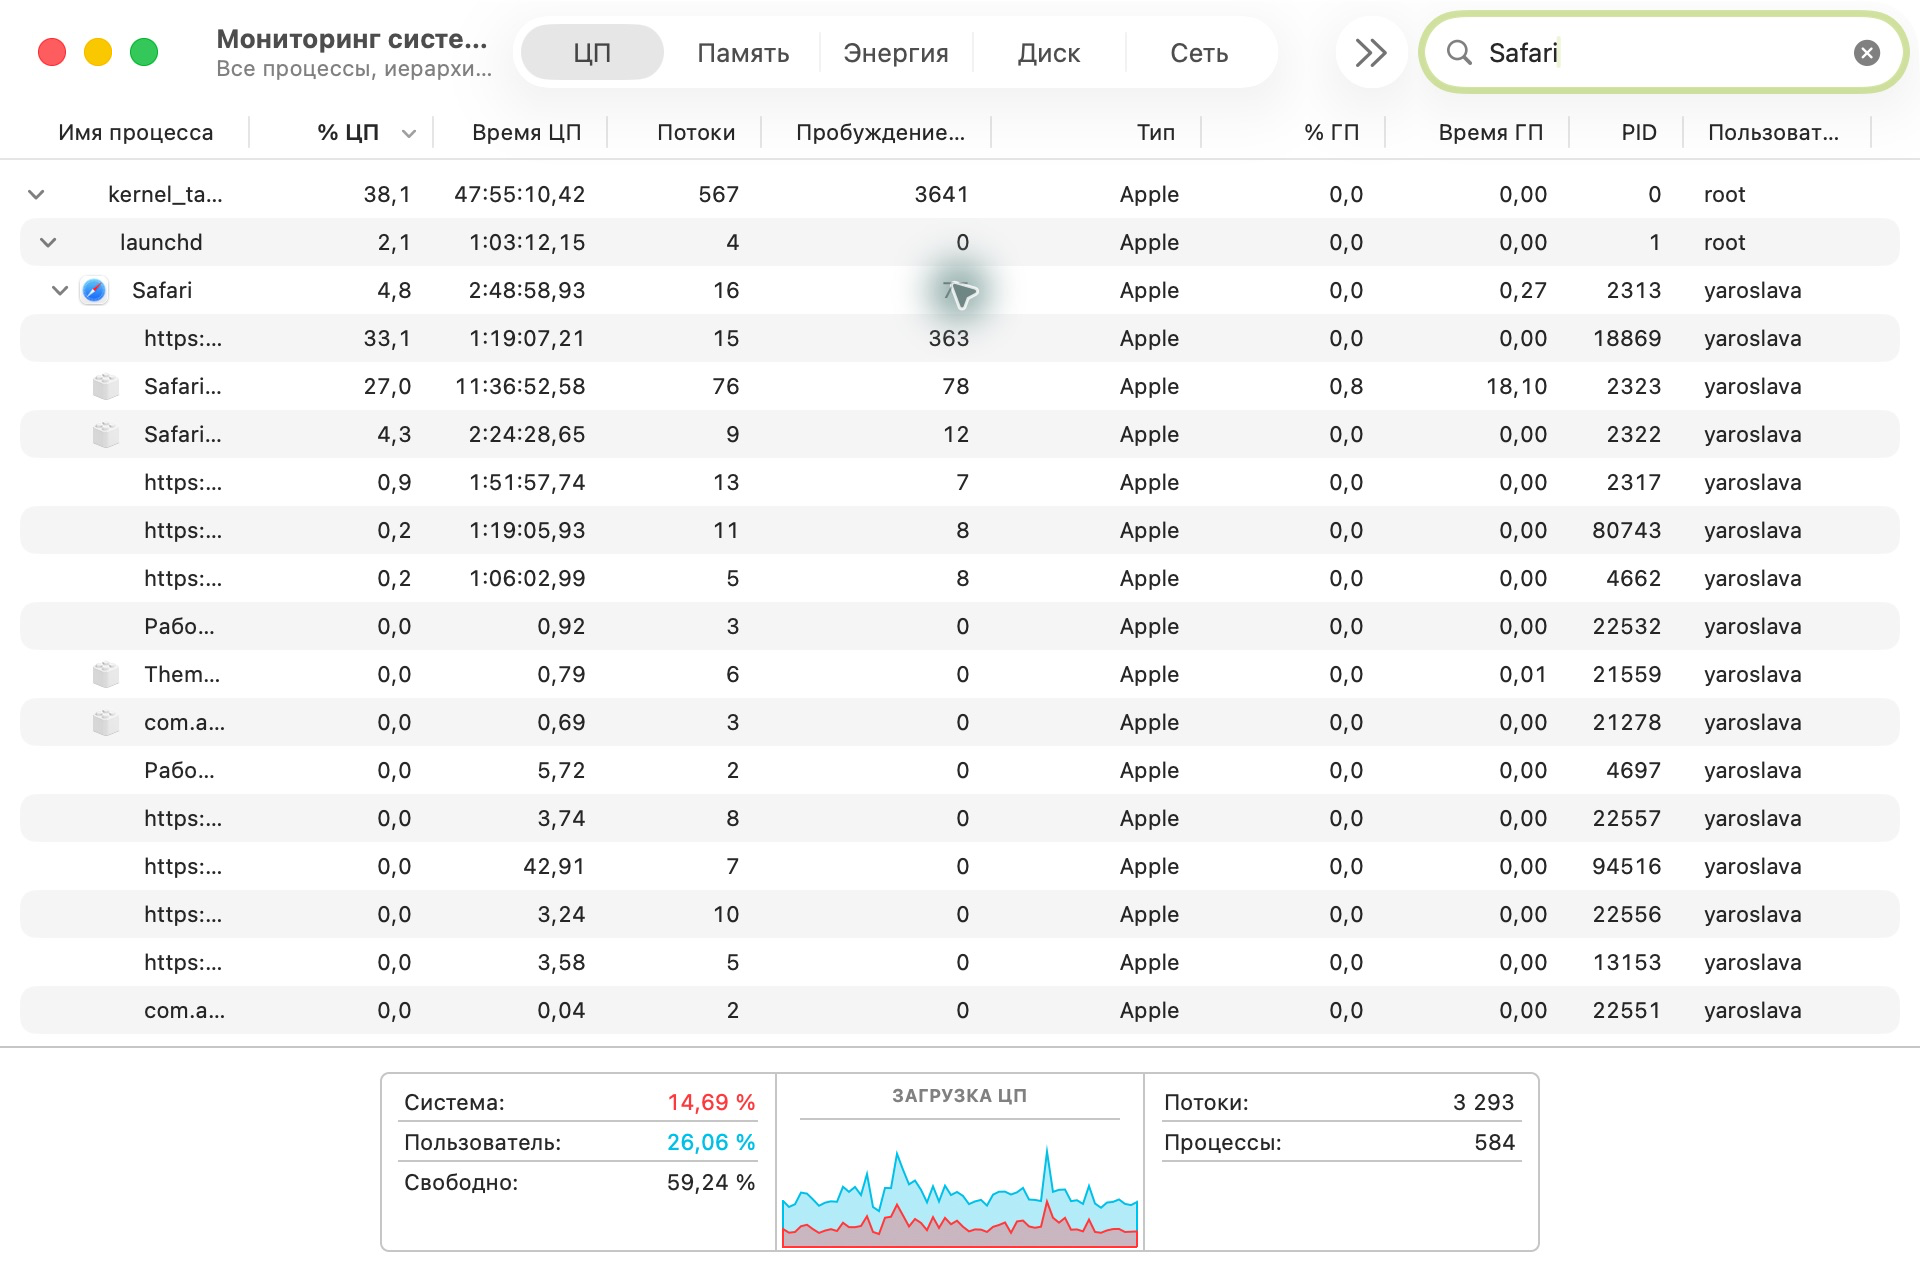 Мониторинг систе...
Все процессы, иерархи...
ЦП Память Энергия Диск Сеть
Safari
Имя процесса % ЦП Время ЦП Потоки Пробуждение... Тип % ГП Время ГП PID Пользоват...
kernel_ta... 38,1 47:55:10,42 567 3641 Apple 0,0 0,00 0 root
launchd 2,1 1:03:12,15 4 0 Apple 0,0 0,00 1 root
Safari 4,8 2:48:58,93 16 Apple 0,0 0,27 2313 yaroslava
https:... 33,1 1:19:07,21 15 363 Apple 0,0 0,00 18869 yaroslava
Safari... 27,0 11:36:52,58 76 78 Apple 0,8 18,10 2323 yaroslava
Safari... 4,3 2:24:28,65 9 12 Apple 0,0 0,00 2322 yaroslava
https:... 0,9 1:51:57,74 13 7 Apple 0,0 0,00 2317 yaroslava
https:... 0,2 1:19:05,93 11 8 Apple 0,0 0,00 80743 yaroslava
https:... 0,2 1:06:02,99 5 8 Apple 0,0 0,00 4662 yaroslava
Рабо... 0,0 0,92 3 0 Apple 0,0 0,00 22532 yaroslava
Them... 0,0 0,79 6 0 Apple 0,0 0,01 21559 yaroslava
com.a... 0,0 0,69 3 0 Apple 0,0 0,00 21278 yaroslava
Рабо... 0,0 5,72 2 0 Apple 0,0 0,00 4697 yaroslava
https:... 0,0 3,74 8 0 Apple 0,0 0,00 22557 yaroslava
https:... 0,0 42,91 7 0 Apple 0,0 0,00 94516 yaroslava
https:... 0,0 3,24 10 0 Apple 0,0 0,00 22556 yaroslava
https:... 0,0 3,58 5 0 Apple 0,0 0,00 13153 yaroslava
com.a... 0,0 0,04 2 0 Apple 0,0 0,00 22551 yaroslava
Система: 14,69 %
Пользователь: 26,06 %
Свободно: 59,24 %
ЗАГРУЗКА ЦП
Потоки: 3 293
Процессы: 584